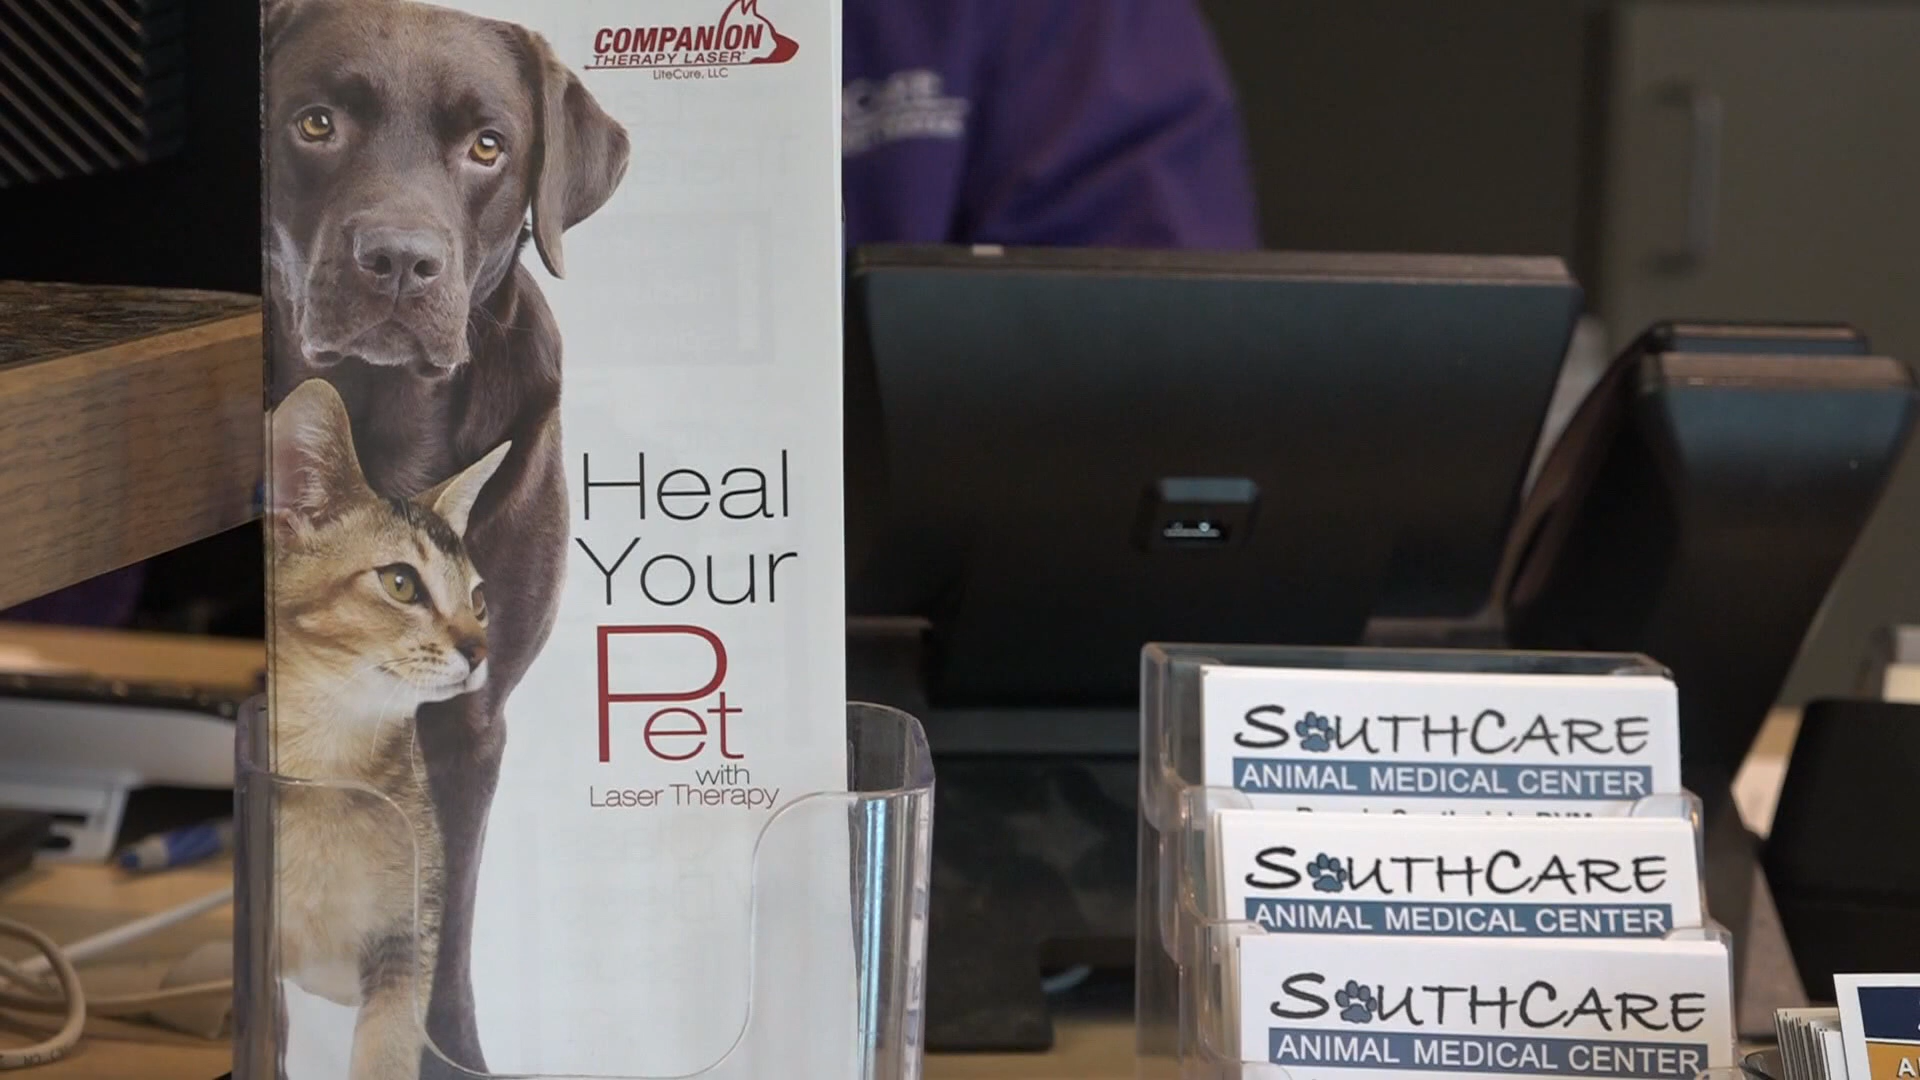 COMPANION
THERAPY LASER®
LiteCure, LLC
Heal
Your
Pet
with
Laser Therapy
SOUTHCARE
ANIMAL MEDICAL CENTER
SOUTHCARE
ANIMAL MEDICAL CENTER
SOUTHCARE
ANIMAL MEDICAL CENTER